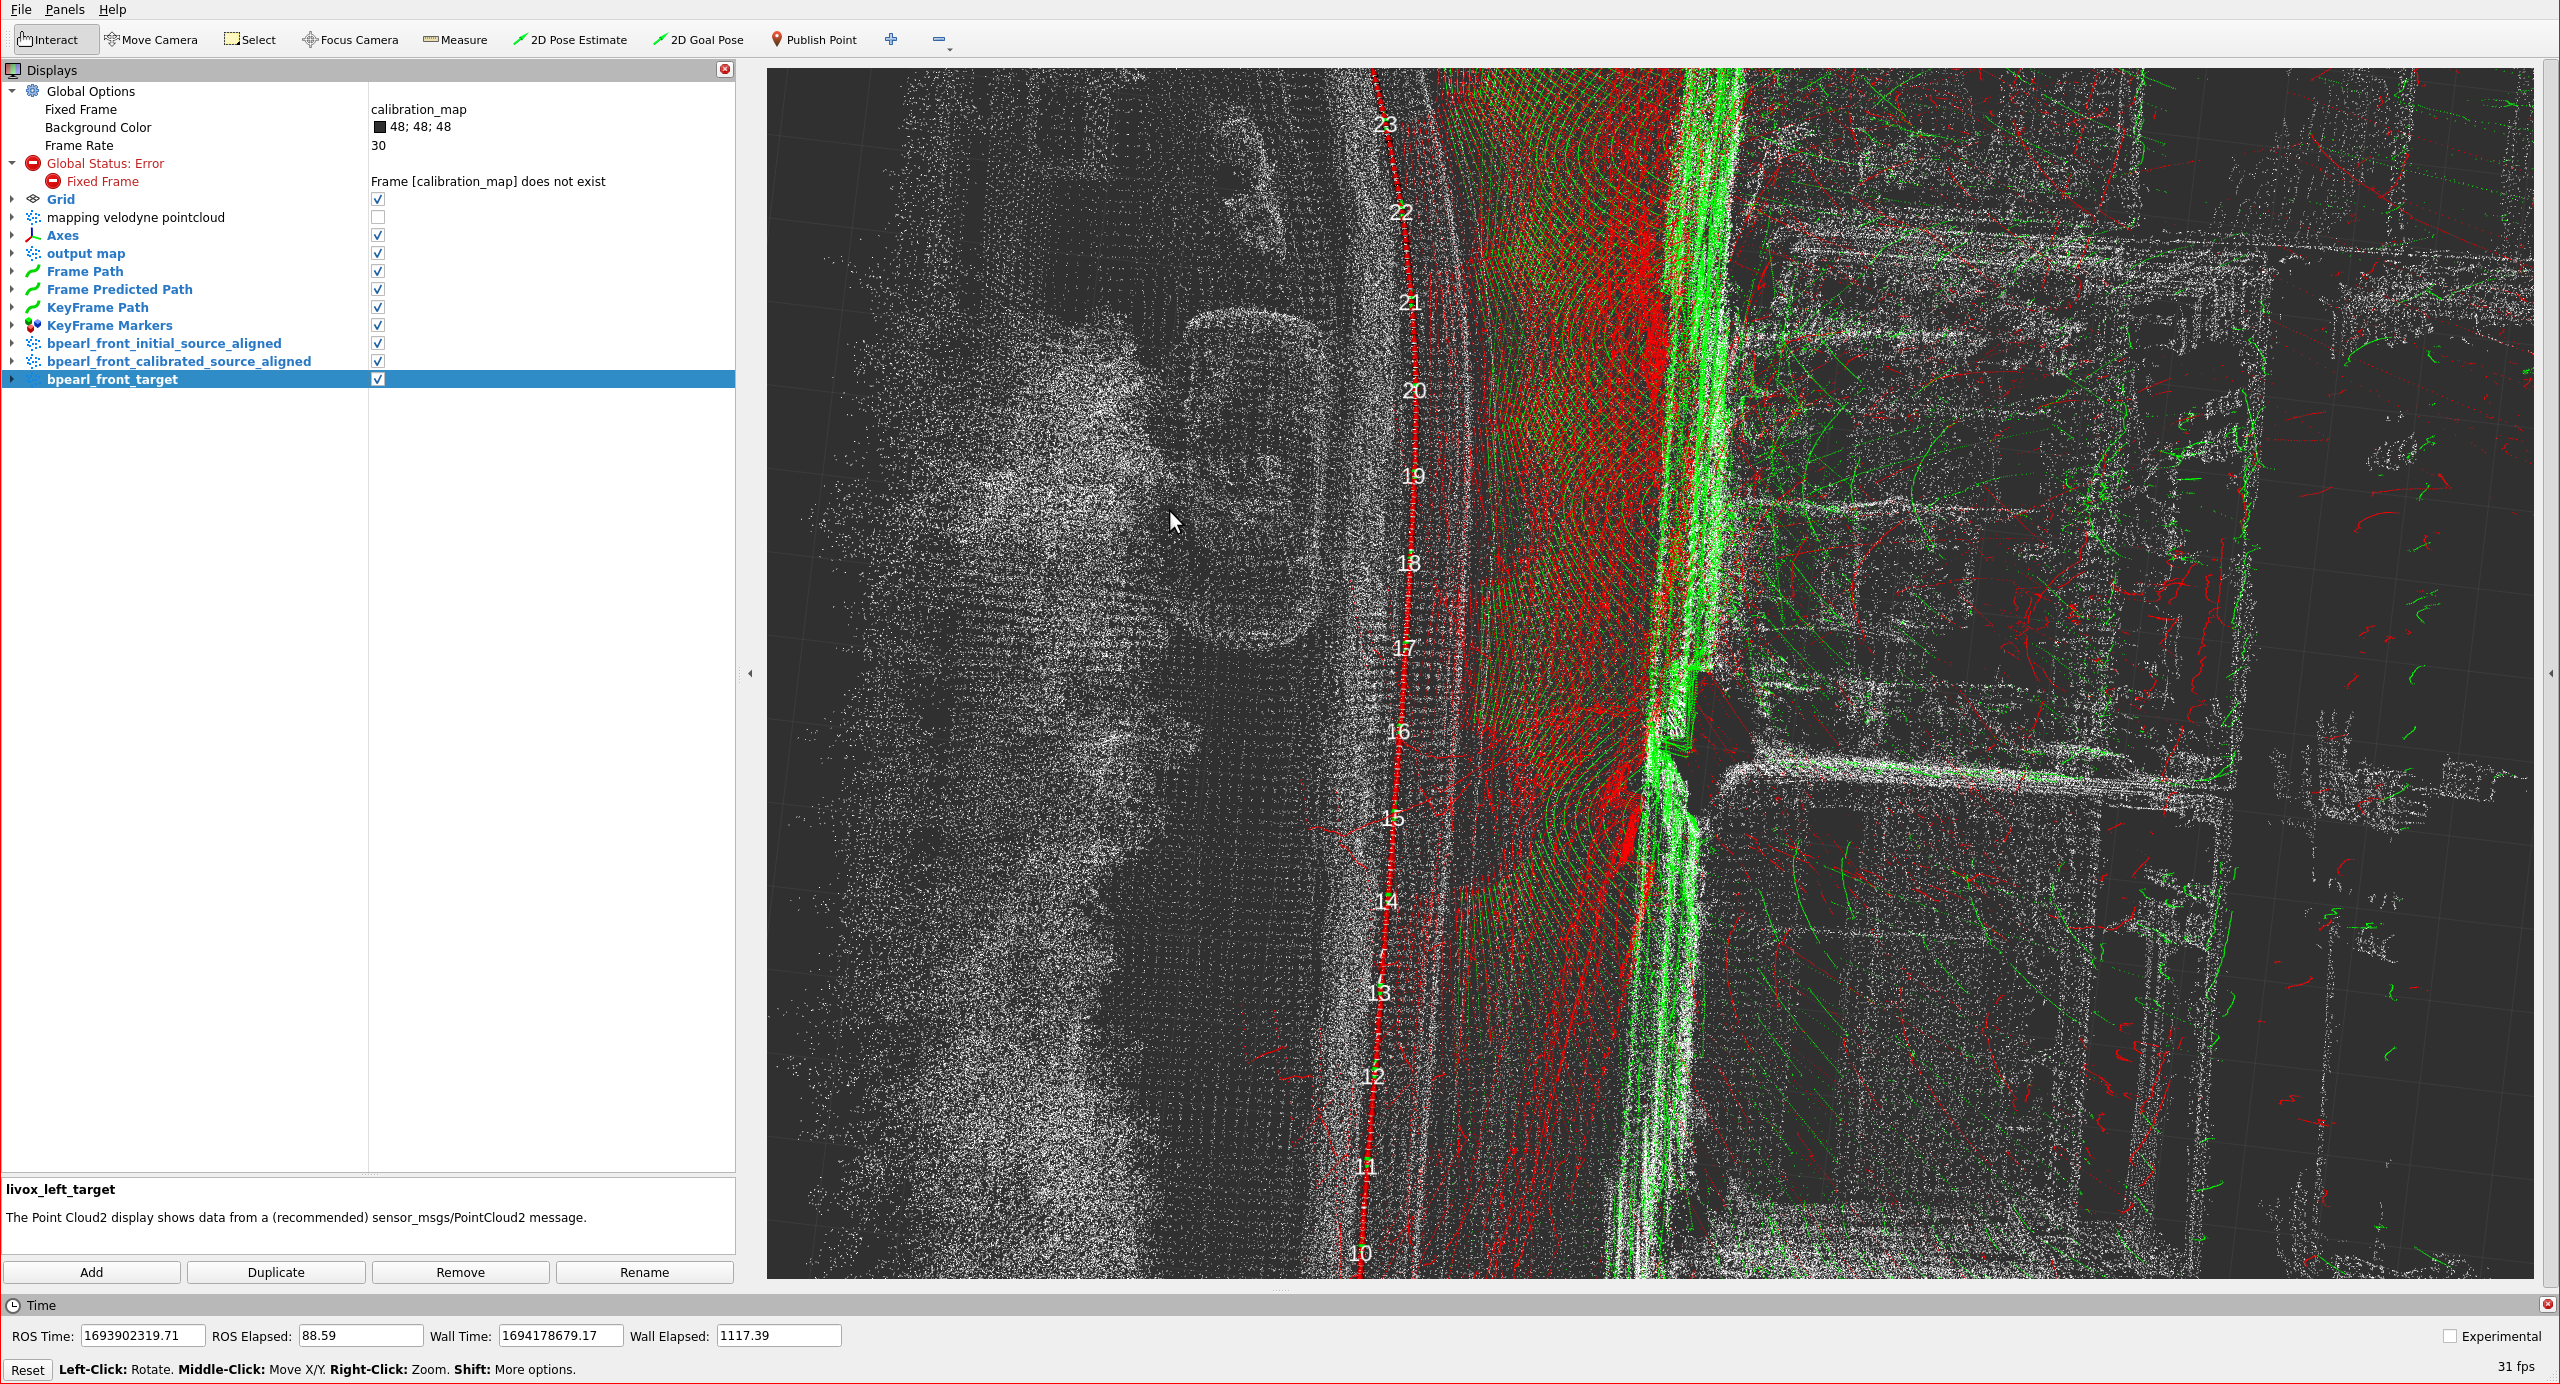 File Panels Help
Interact Move Camera Select Focus Camera Measure 2D Pose Estimate 2D Goal Pose Publish Point
Displays
Global Options
Fixed Frame calibration_map
Background Color 48; 48; 48
Frame Rate 30
Global Status: Error
Fixed Frame Frame [calibration_map] does not exist
Grid
mapping velodyne pointcloud
Axes
output map
Frame Path
Frame Predicted Path
KeyFrame Path
KeyFrame Markers
bpearl_front_initial_source_aligned
bpearl_front_calibrated_source_aligned
bpearl_front_target
livox_left_target
The Point Cloud2 display shows data from a (recommended) sensor_msgs/PointCloud2 message.
Add Duplicate Remove Rename
23
22
21
20
19
18
17
16
15
14
13
12
11
10
Time
ROS Time: 1693902319.71 ROS Elapsed: 88.59 Wall Time: 1694178679.17 Wall Elapsed: 1117.39 Experimental
Reset Left-Click: Rotate. Middle-Click: Move X/Y. Right-Click: Zoom. Shift: More options. 31 fps